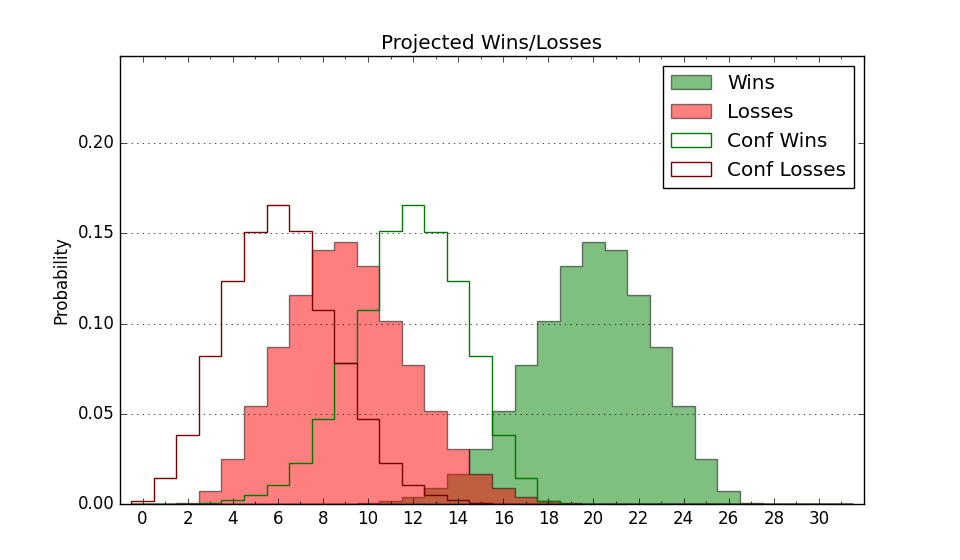 Projected Wins/Losses
Wins
Losses
Conf Wins
Conf Losses
Probability
0.20
0.15
0.10
0.05
0.00
0 2 4 6 8 10 12 14 16 18 20 22 24 26 28 30